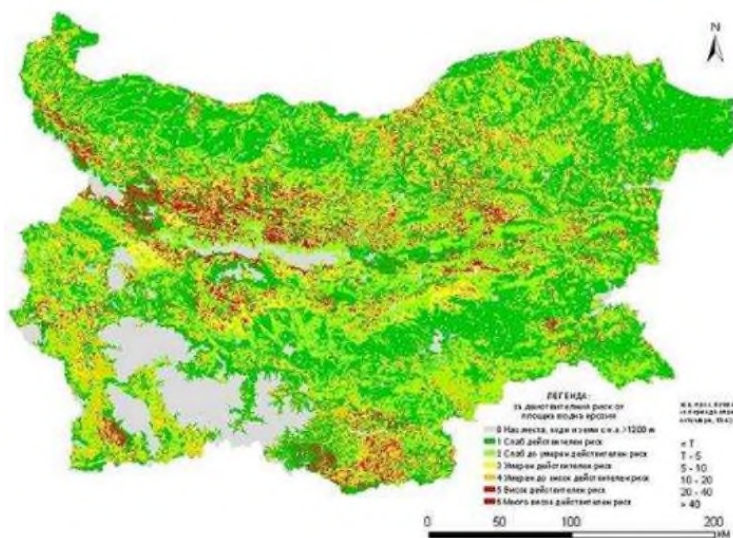 N
ЛЕГЕНДА:
за действителния риск от
площна водна ерозия
0 Нас. места, води и земи с н.в. >1200 м
1 Слаб действителен риск
2 Слаб до умерен действителен риск
3 Умерен действителен риск
4 Умерен до висок действителен риск
5 Висок действителен риск
6 Много висок действителен риск
< T
T - 5
5 - 10
10 - 20
20 - 40
> 40
0 50 100 200
КМ